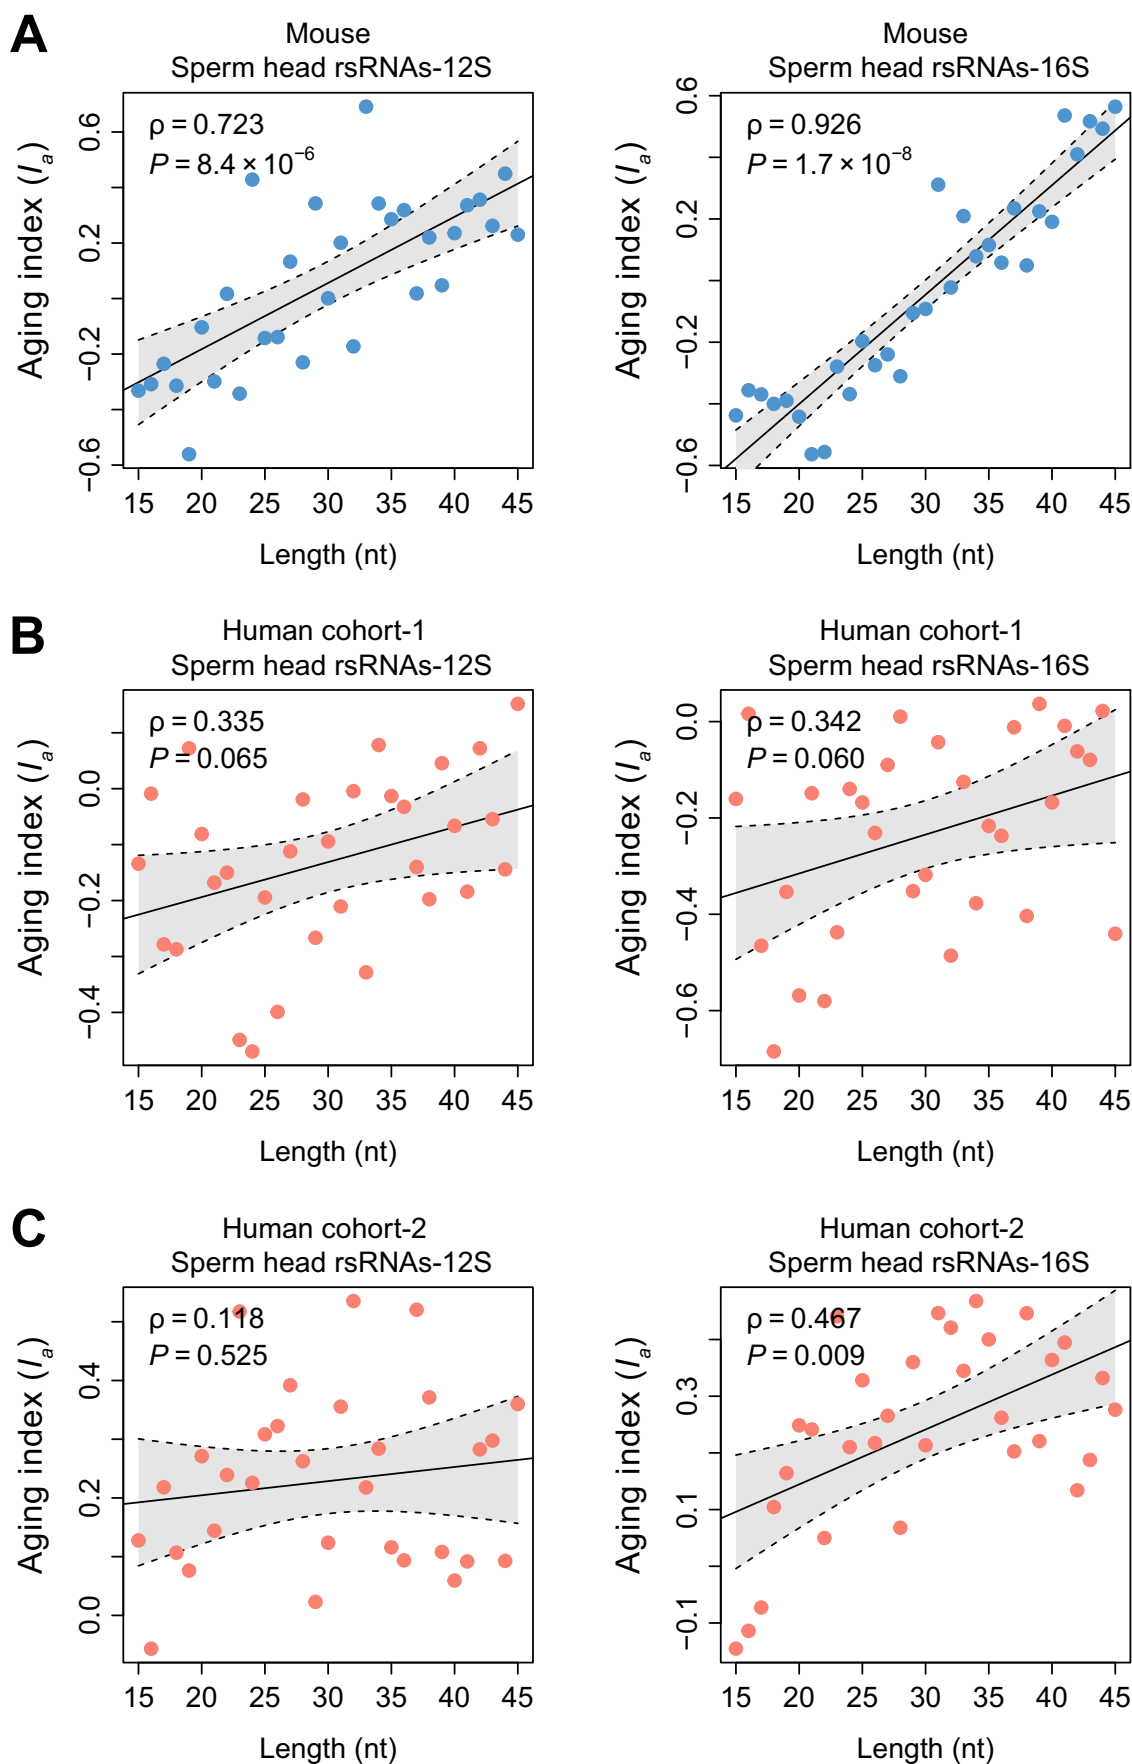 A
Mouse
Sperm head rsRNAs-12S
ρ = 0.723
P = 8.4 × 10⁻⁶
Aging index (Iₐ)
0.6
0.2
−0.2
−0.6
15 20 25 30 35 40 45
Length (nt)
Mouse
Sperm head rsRNAs-16S
ρ = 0.926
P = 1.7 × 10⁻⁸
Aging index (Iₐ)
0.6
0.2
−0.2
−0.6
15 20 25 30 35 40 45
Length (nt)
B
Human cohort-1
Sperm head rsRNAs-12S
ρ = 0.335
P = 0.065
Aging index (Iₐ)
0.0
−0.2
−0.4
15 20 25 30 35 40 45
Length (nt)
Human cohort-1
Sperm head rsRNAs-16S
ρ = 0.342
P = 0.060
Aging index (Iₐ)
0.0
−0.2
−0.4
−0.6
15 20 25 30 35 40 45
Length (nt)
C
Human cohort-2
Sperm head rsRNAs-12S
ρ = 0.118
P = 0.525
Aging index (Iₐ)
0.4
0.2
0.0
15 20 25 30 35 40 45
Length (nt)
Human cohort-2
Sperm head rsRNAs-16S
ρ = 0.467
P = 0.009
Aging index (Iₐ)
0.3
0.1
−0.1
15 20 25 30 35 40 45
Length (nt)